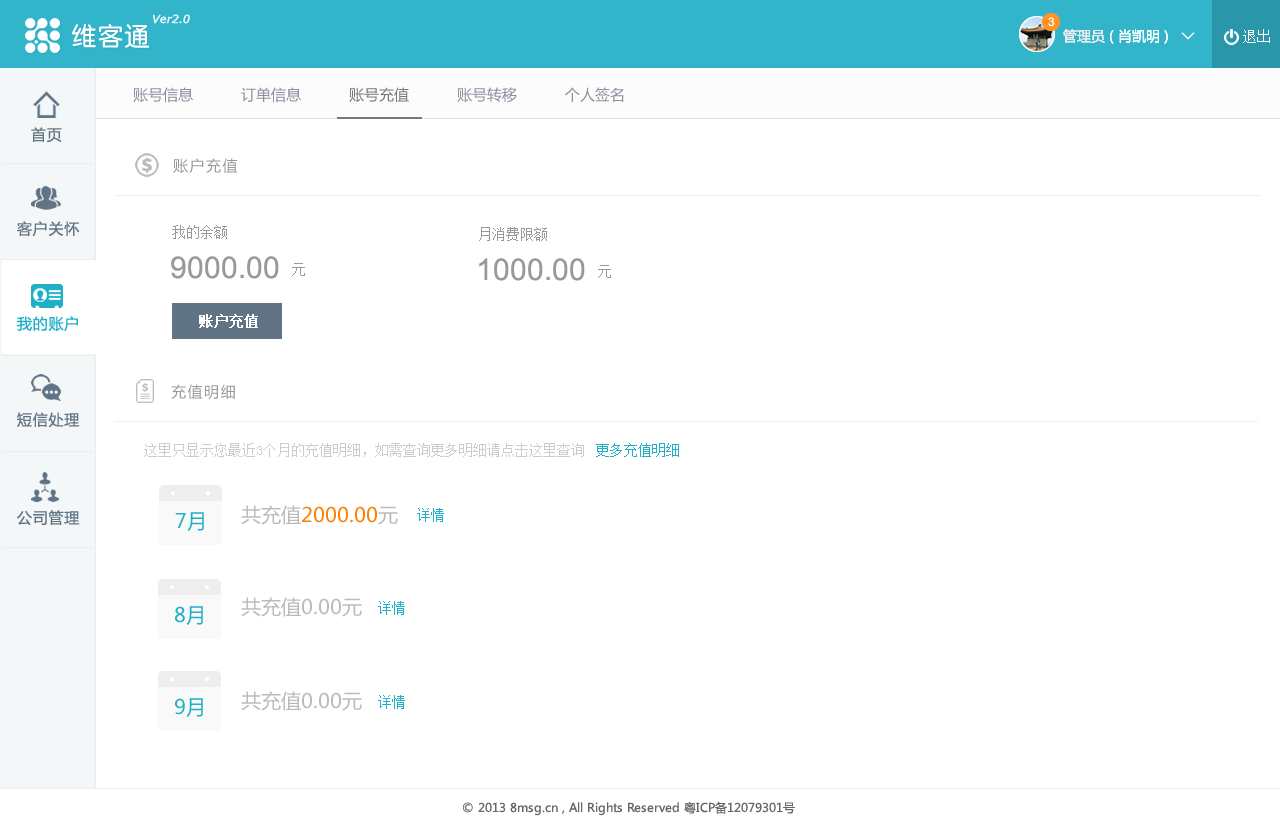 维客通 Ver2.0
3
管理员 ( 肖凯明 )
退出
首页
客户关怀
我的账户
短信处理
公司管理
账号信息 订单信息 账号充值 账号转移 个人签名
$ 账户充值
我的余额
9000.00 元
月消费限额
1000.00 元
账户充值
$ 充值明细
这里只显示您最近3个月的充值明细，如需查询更多明细请点击这里查询 更多充值明细
7月 共充值2000.00元 详情
8月 共充值0.00元 详情
9月 共充值0.00元 详情
© 2013 8msg.cn , All Rights Reserved 粤ICP备12079301号